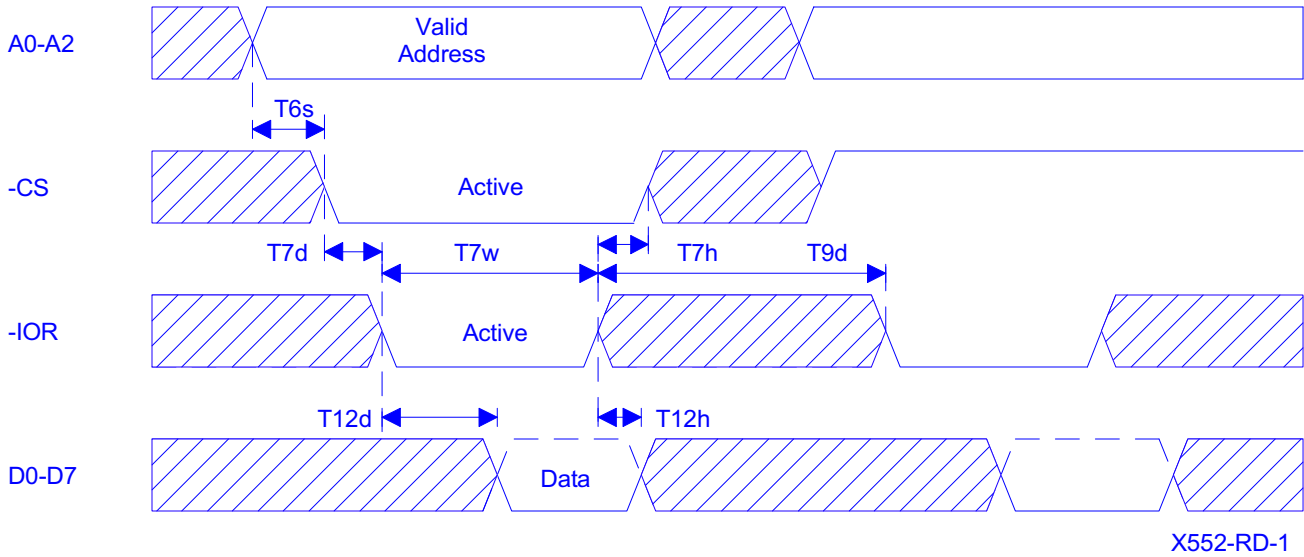 A0-A2
Valid
Address
T6s
-CS
Active
T7d
T7w
T7h
T9d
-IOR
Active
T12d
T12h
D0-D7
Data
X552-RD-1